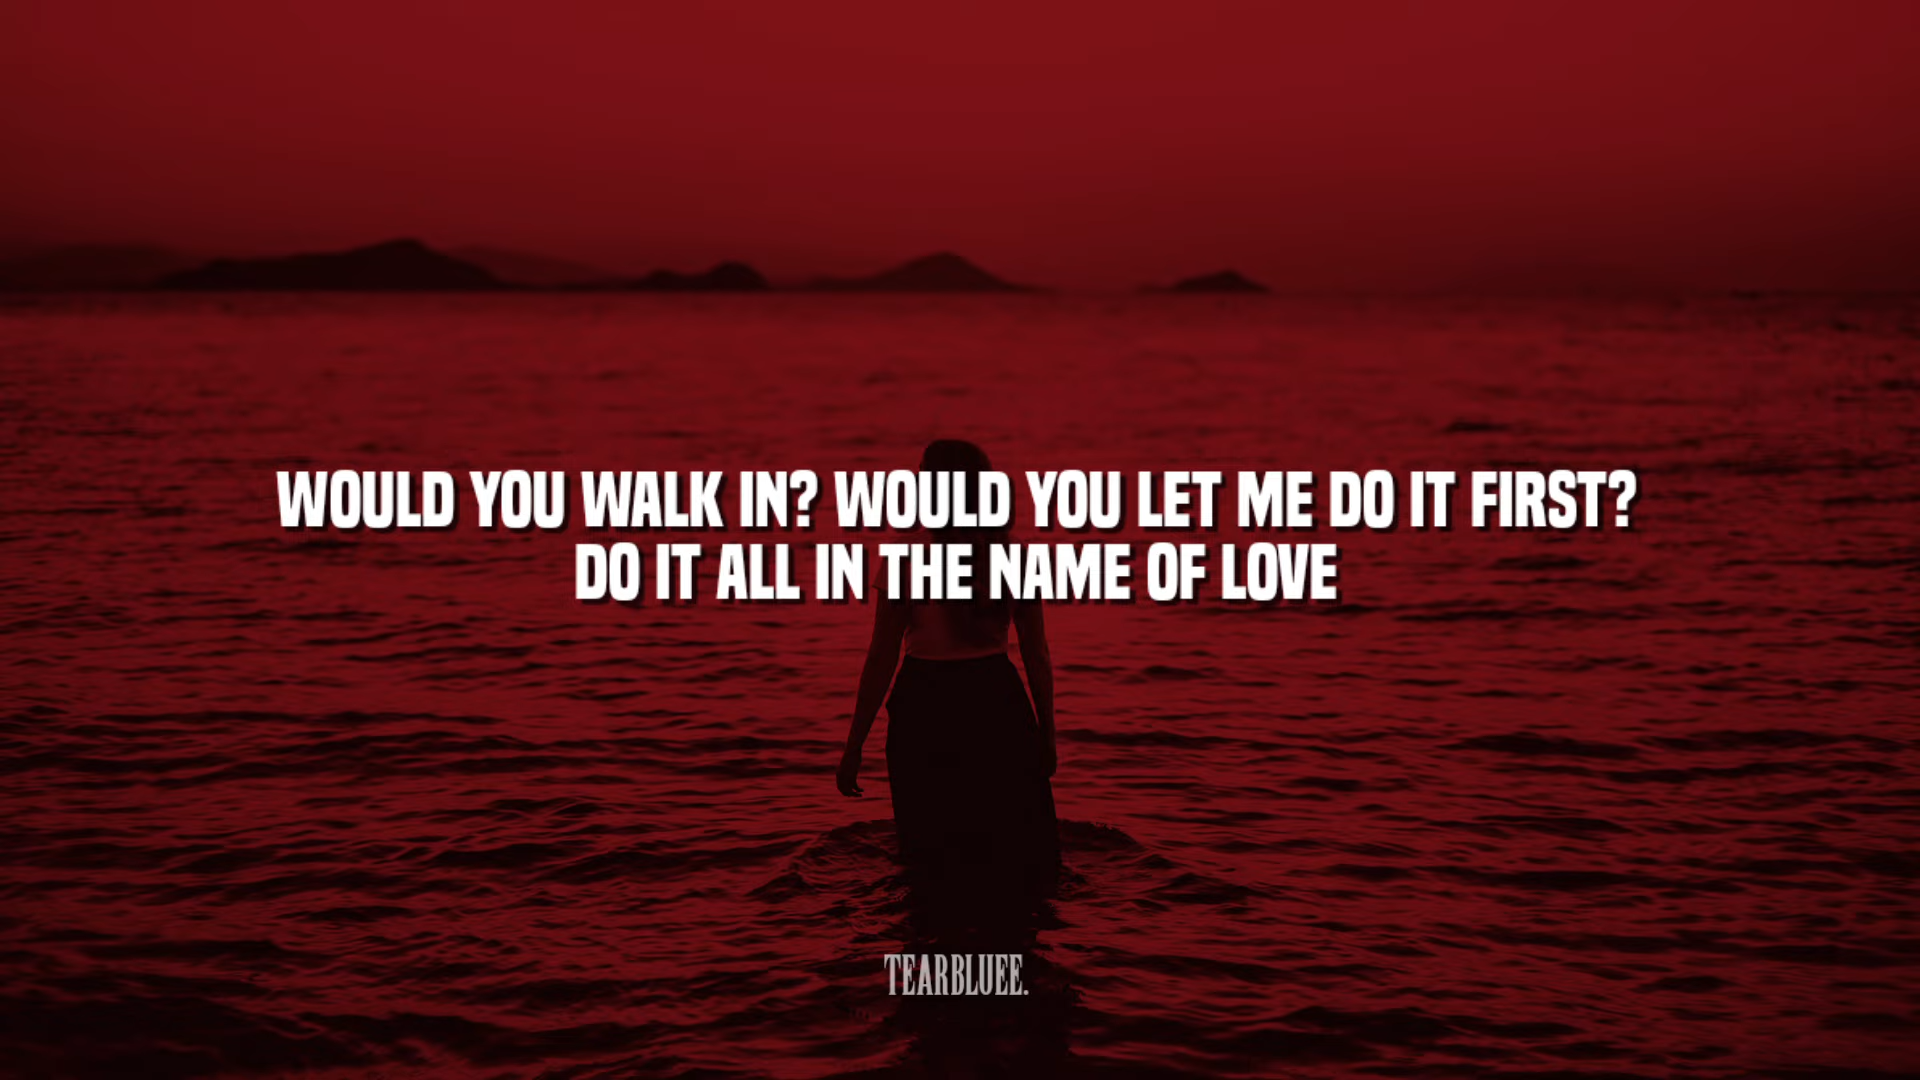 WOULD YOU WALK IN? WOULD YOU LET ME DO IT FIRST?
DO IT ALL IN THE NAME OF LOVE
TEARBLUEE.